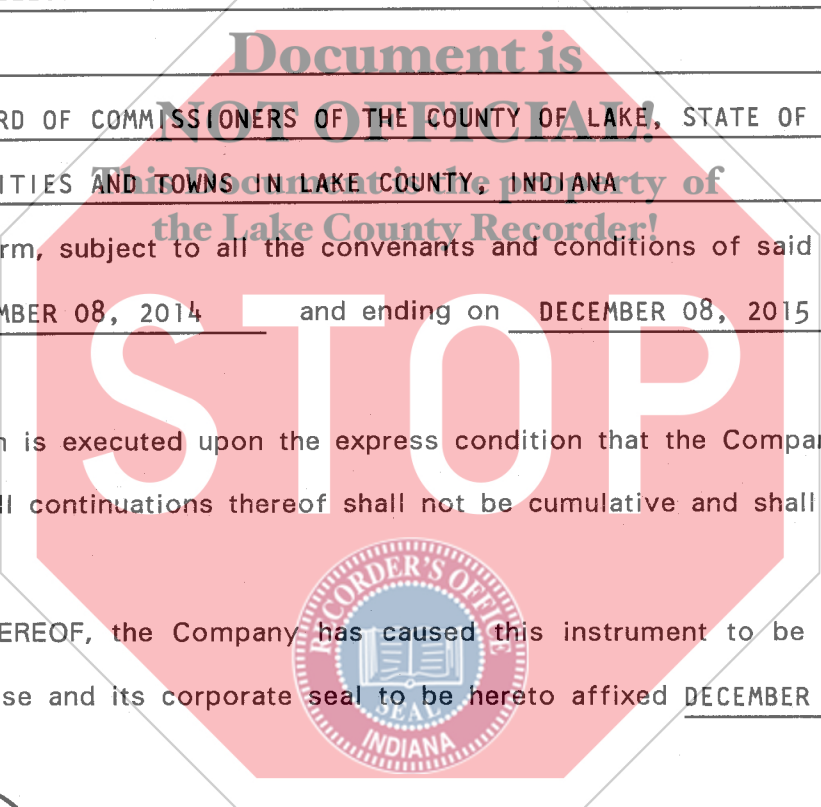 Document is
NOT OFFICIAL!
RD OF COMMISSIONERS OF THE COUNTY OF LAKE, STATE OF
This Document is the property of
ITIES AND TOWNS IN LAKE COUNTY, INDIANA
the Lake County Recorder!
rm, subject to all the convenants and conditions of said
MBER 08, 2014 and ending on DECEMBER 08, 2015
STOP
n is executed upon the express condition that the Compan
ll continuations thereof shall not be cumulative and shall
EREOF, the Company has caused this instrument to be
se and its corporate seal to be hereto affixed DECEMBER
RECORDER'S OFFICE
SEAL
INDIANA